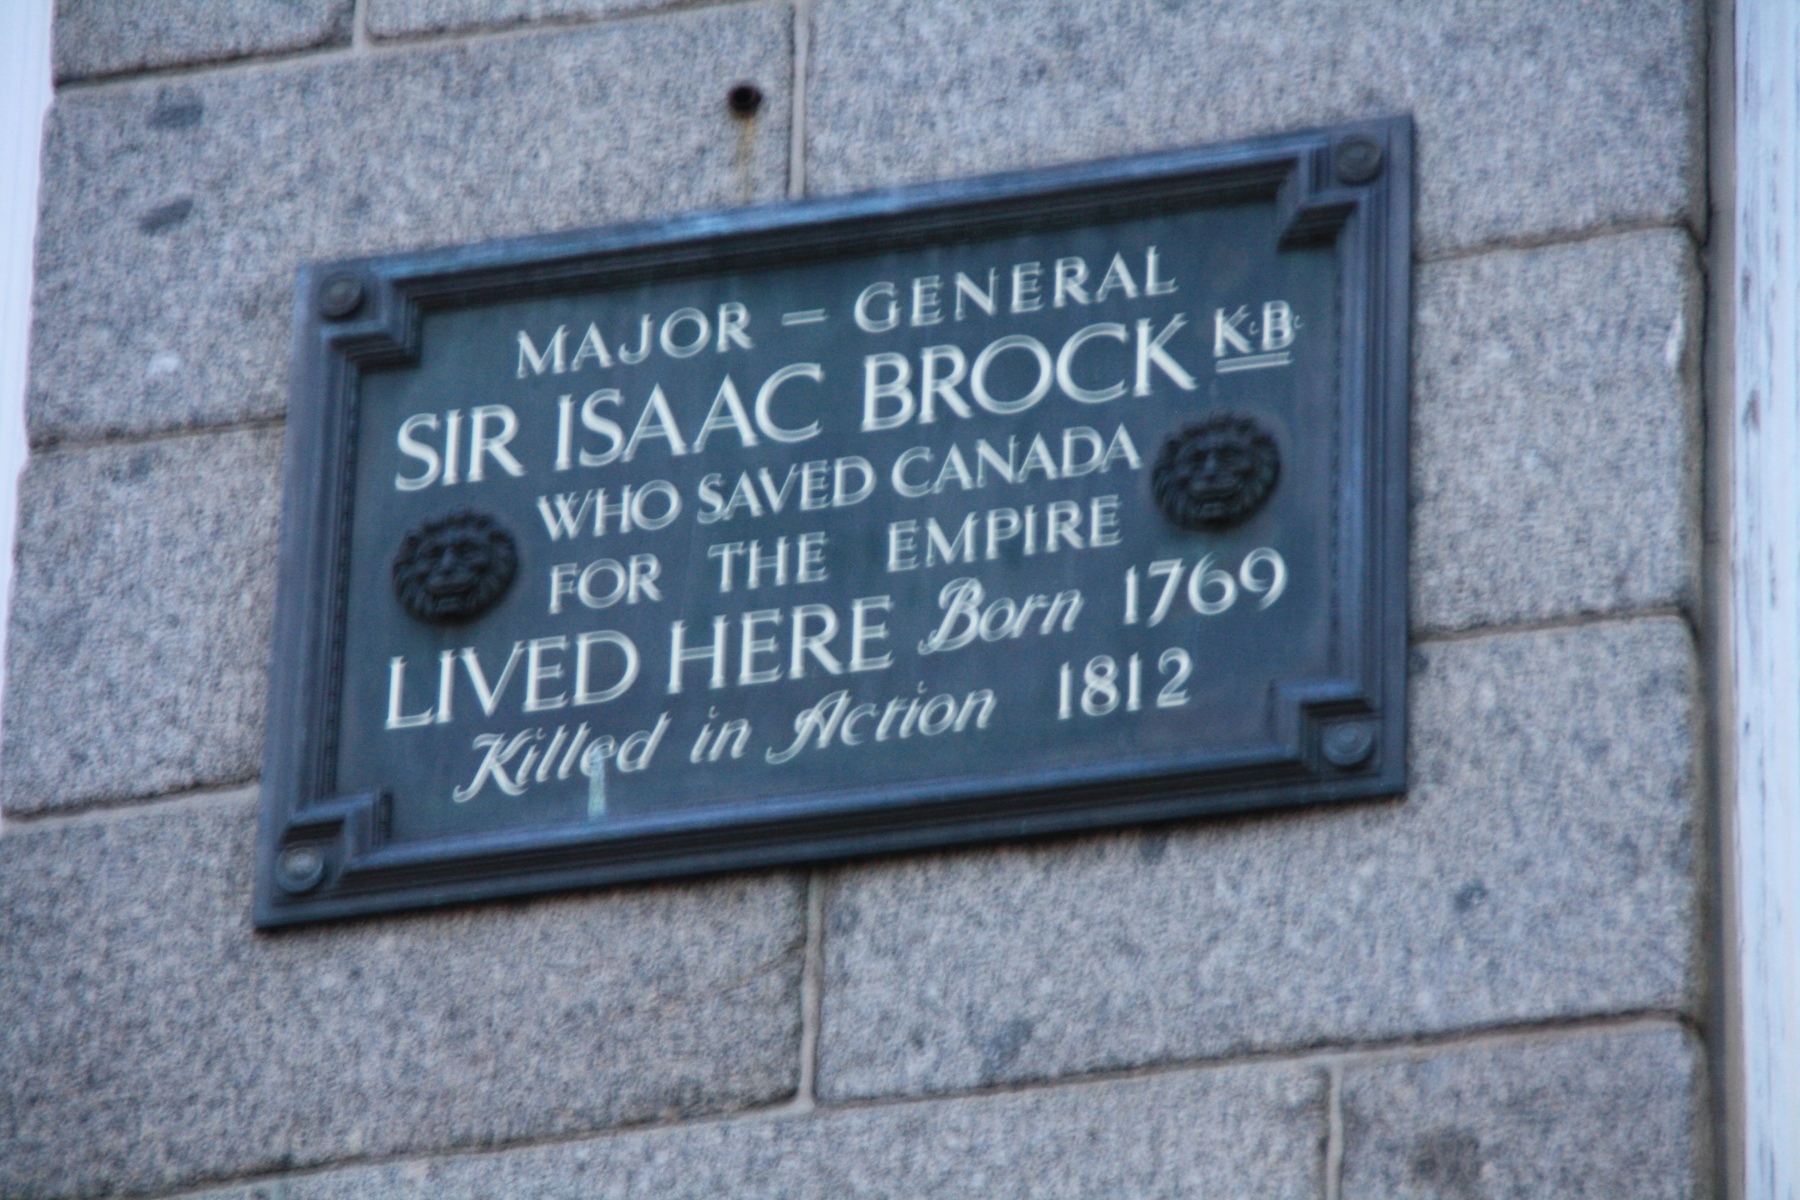 MAJOR - GENERAL
SIR ISAAC BROCK K.B.
WHO SAVED CANADA
FOR THE EMPIRE
LIVED HERE Born 1769
Killed in Action 1812